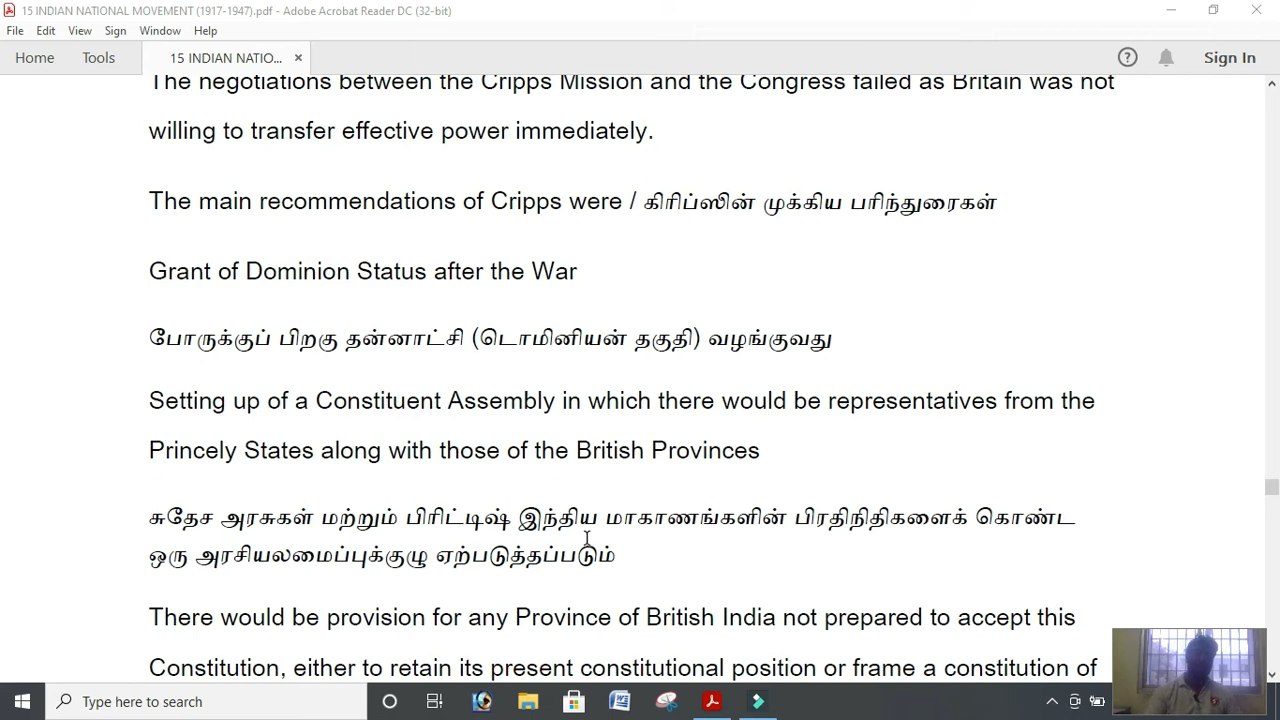 15 INDIAN NATIONAL MOVEMENT (1917-1947).pdf - Adobe Acrobat Reader DC (32-bit)
File Edit View Sign Window Help
Home Tools 15 INDIAN NATIO... × Sign In
The negotiations between the Cripps Mission and the Congress failed as Britain was not
willing to transfer effective power immediately.
The main recommendations of Cripps were / கிரிப்ஸின் முக்கிய பரிந்துரைகள்
Grant of Dominion Status after the War
போருக்குப் பிறகு தன்னாட்சி (டொமினியன் தகுதி) வழங்குவது
Setting up of a Constituent Assembly in which there would be representatives from the
Princely States along with those of the British Provinces
சுதேச அரசுகள் மற்றும் பிரிட்டிஷ் இந்திய மாகாணங்களின் பிரதிநிதிகளைக் கொண்ட
ஒரு அரசியலமைப்புக்குழு ஏற்படுத்தப்படும்
There would be provision for any Province of British India not prepared to accept this
Constitution, either to retain its present constitutional position or frame a constitution of
Type here to search